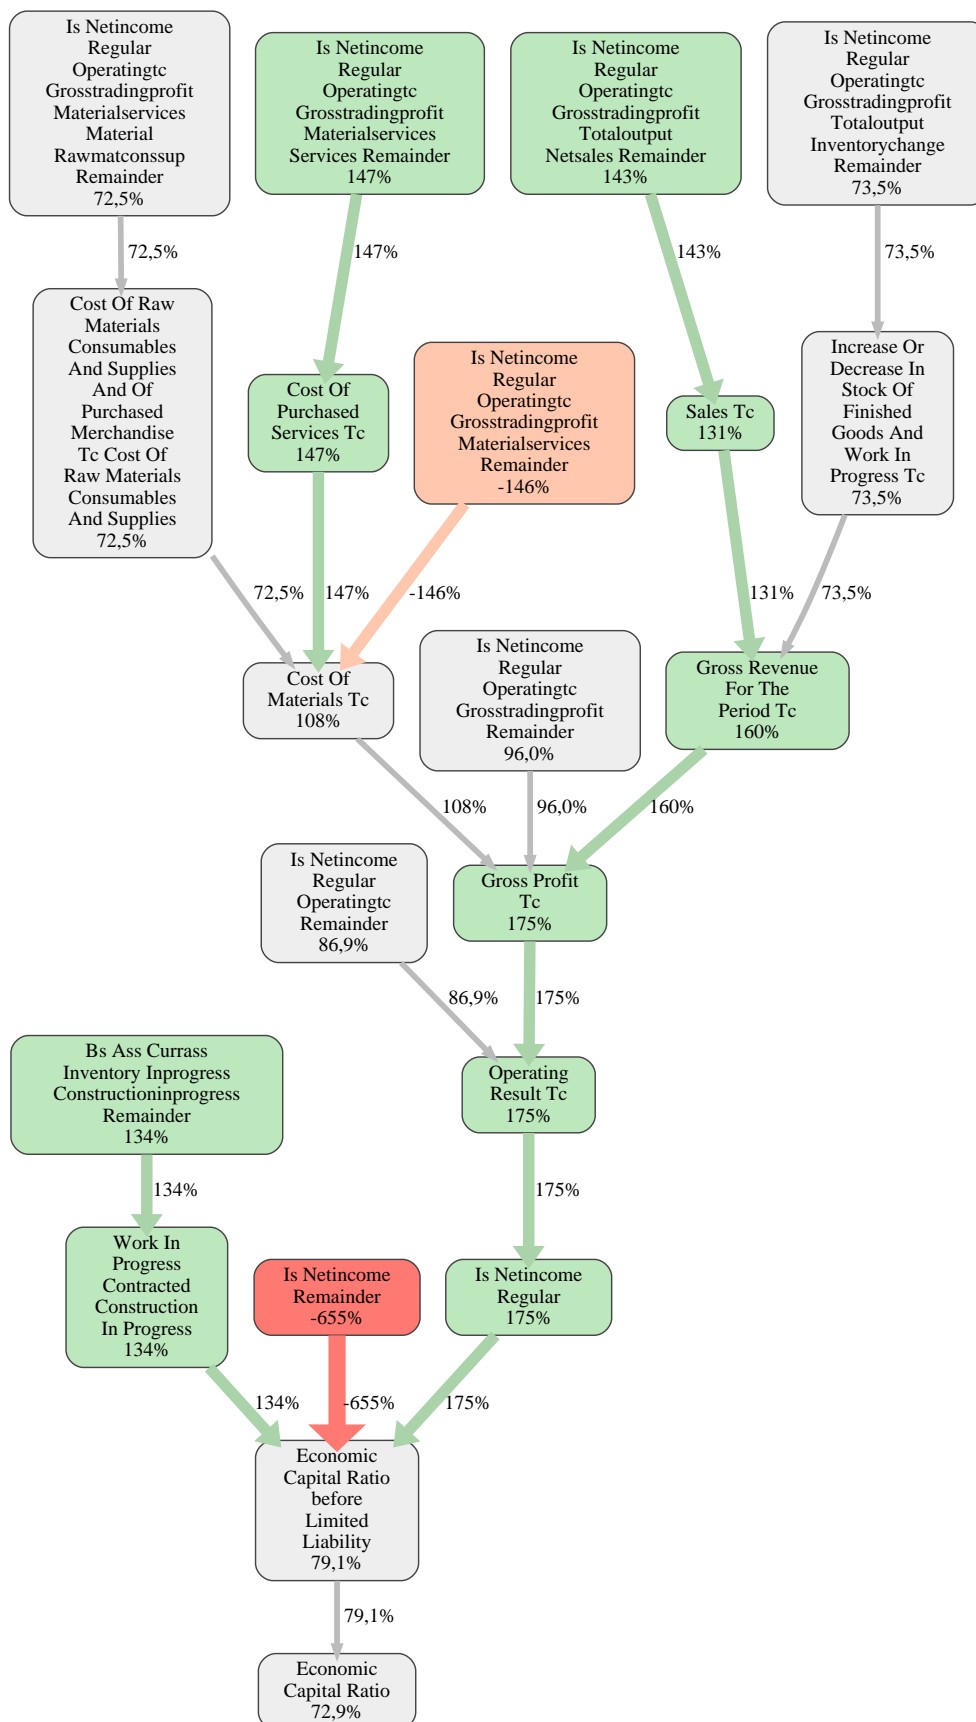 Is Netincome
Regular
Operatingtc
Grosstradingprofit
Materialservices
Material
Rawmatconssup
Remainder
72,5%
Is Netincome
Regular
Operatingtc
Grosstradingprofit
Materialservices
Services Remainder
147%
Is Netincome
Regular
Operatingtc
Grosstradingprofit
Totaloutput
Netsales Remainder
143%
Is Netincome
Regular
Operatingtc
Grosstradingprofit
Totaloutput
Inventorychange
Remainder
73,5%
72,5%
147%
143%
73,5%
Cost Of Raw
Materials
Consumables
And Supplies
And Of
Purchased
Merchandise
Tc Cost Of
Raw Materials
Consumables
And Supplies
72,5%
Cost Of
Purchased
Services Tc
147%
Is Netincome
Regular
Operatingtc
Grosstradingprofit
Materialservices
Remainder
-146%
Sales Tc
131%
Increase Or
Decrease In
Stock Of
Finished
Goods And
Work In
Progress Tc
73,5%
72,5%
147%
-146%
131%
73,5%
Cost Of
Materials Tc
108%
Is Netincome
Regular
Operatingtc
Grosstradingprofit
Remainder
96,0%
Gross Revenue
For The
Period Tc
160%
108%
96,0%
160%
Is Netincome
Regular
Operatingtc
Remainder
86,9%
Gross Profit
Tc
175%
86,9%
175%
Bs Ass Currass
Inventory Inprogress
Constructioninprogress
Remainder
134%
Operating
Result Tc
175%
134%
175%
Work In
Progress
Contracted
Construction
In Progress
134%
Is Netincome
Remainder
-655%
Is Netincome
Regular
175%
134%
-655%
175%
Economic
Capital Ratio
before
Limited
Liability
79,1%
79,1%
Economic
Capital Ratio
72,9%